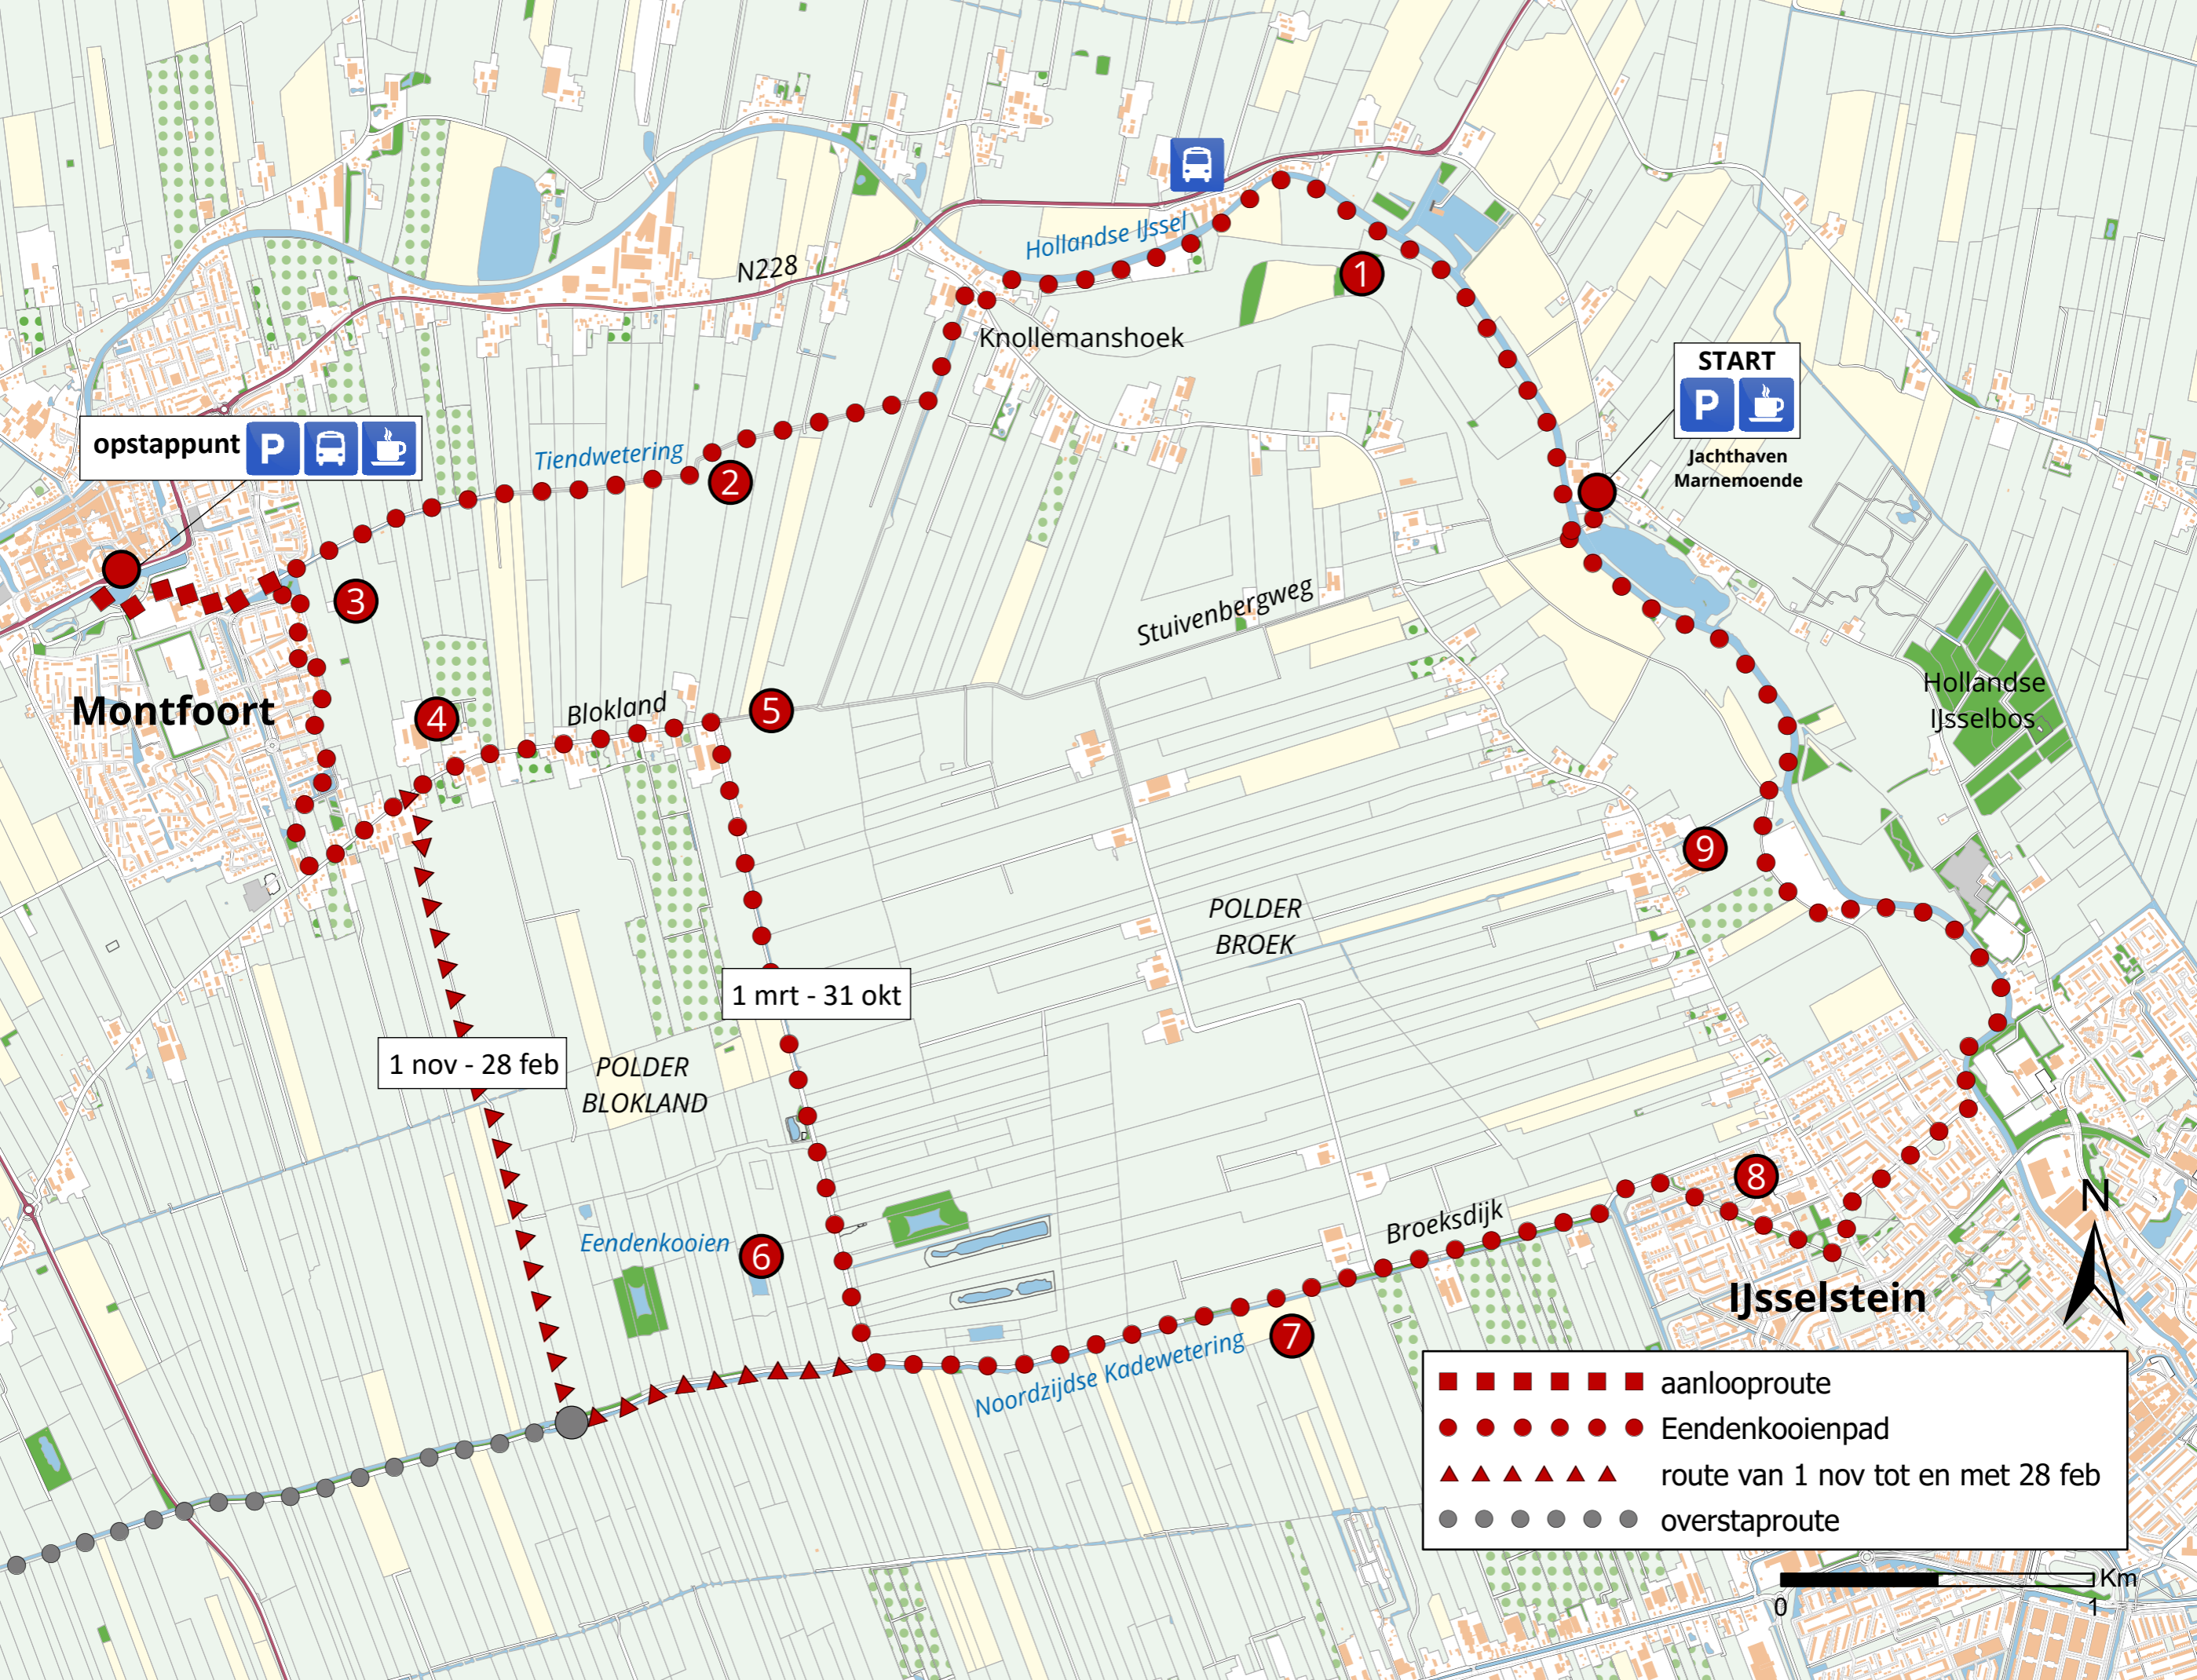 Hollandse IJssel
N228
1
Knollemanshoek
START
P
Jachthaven
Marnemoende
opstappunt P
Tiendwetering
2
3
Stuivenbergweg
Hollandse
IJsselbos
Montfoort
4
Blokland
5
9
POLDER
BROEK
1 mrt - 31 okt
1 nov - 28 feb
POLDER
BLOKLAND
8
N
Broeksdijk
Eendenkooien
6
IJsselstein
7
Noordzijdse Kadewetering
aanlooproute
Eendenkooienpad
route van 1 nov tot en met 28 feb
overstaproute
Km
0 1